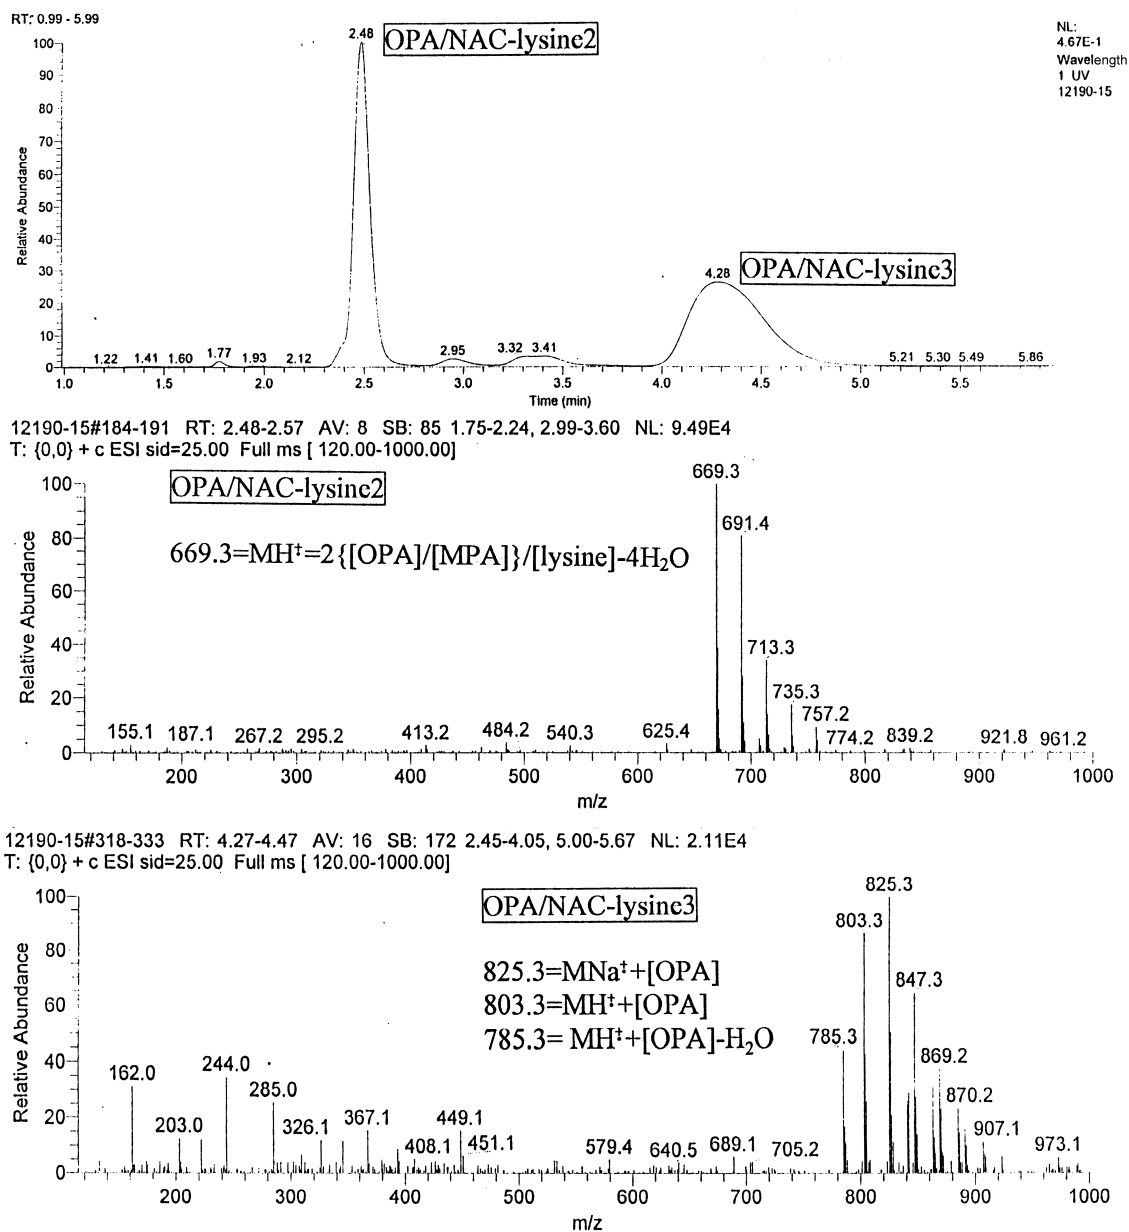 RT: 0.99 - 5.99
NL:
4.67E-1
Wavelength
1 UV
12190-15
2.48
OPA/NAC-lysine2
100
90
80
70
60
50
40
30
20
10
0
Relative Abundance
4.28
OPA/NAC-lysine3
1.22 1.41 1.60 1.77 1.93 2.12 2.95 3.32 3.41 5.21 5.30 5.49 5.86
1.0 1.5 2.0 2.5 3.0 3.5 4.0 4.5 5.0 5.5
Time (min)
12190-15#184-191 RT: 2.48-2.57 AV: 8 SB: 85 1.75-2.24, 2.99-3.60 NL: 9.49E4
T: {0,0} + c ESI sid=25.00 Full ms [ 120.00-1000.00]
OPA/NAC-lysine2
669.3=MH‡=2{[OPA]/[MPA]}/[lysine]-4H₂O
100
80
60
40
20
0
Relative Abundance
669.3
691.4
713.3
735.3
757.2
155.1 187.1 267.2 295.2 413.2 484.2 540.3 625.4 774.2 839.2 921.8 961.2
200 300 400 500 600 700 800 900 1000
m/z
12190-15#318-333 RT: 4.27-4.47 AV: 16 SB: 172 2.45-4.05, 5.00-5.67 NL: 2.11E4
T: {0,0} + c ESI sid=25.00 Full ms [ 120.00-1000.00]
OPA/NAC-lysine3
825.3=MNa‡+[OPA]
803.3=MH‡+[OPA]
785.3= MH‡+[OPA]-H₂O
100
80
60
40
20
0
Relative Abundance
825.3
803.3
847.3
785.3
869.2
870.2
907.1
973.1
162.0 203.0 244.0 285.0 326.1 367.1 408.1 449.1 451.1 579.4 640.5 689.1 705.2
200 300 400 500 600 700 800 900 1000
m/z